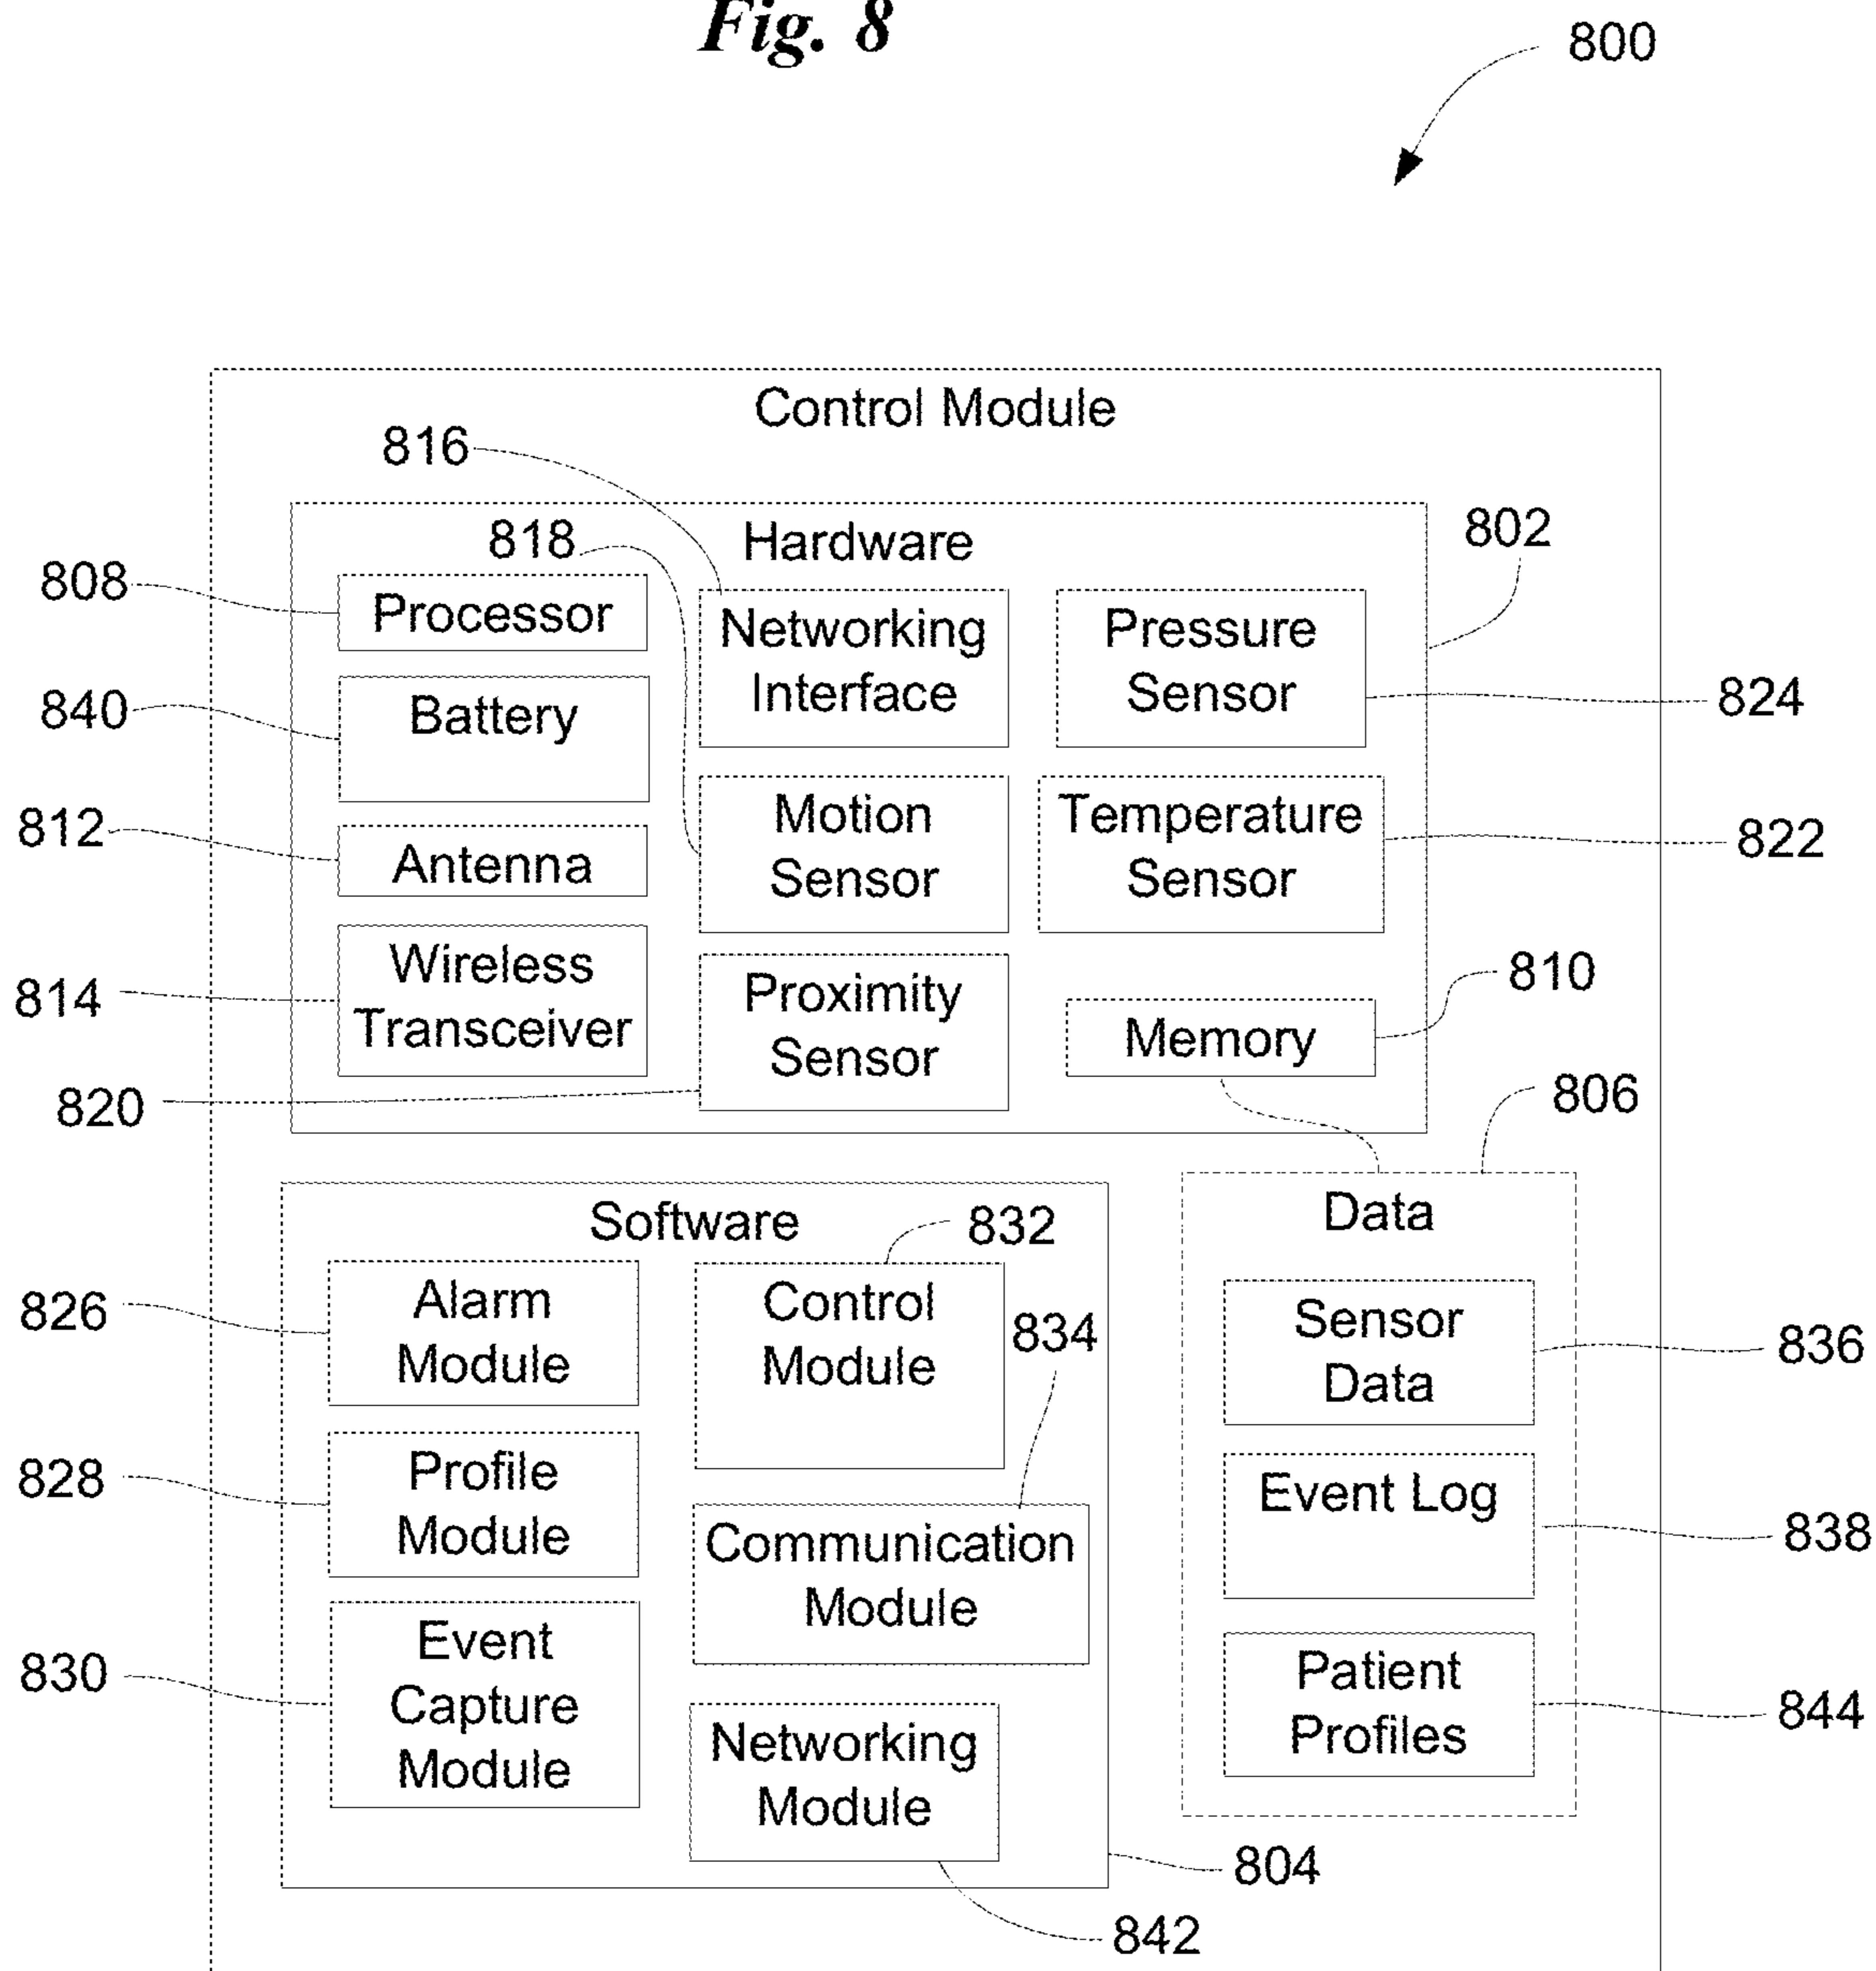 Fig. 8
800
Control Module
816
Hardware
802
818
808
Processor
Networking
Interface
Pressure
Sensor
824
840
Battery
812
Antenna
Motion
Sensor
Temperature
Sensor
822
814
Wireless
Transceiver
Proximity
Sensor
820
Memory
810
806
Software
832
826
Alarm
Module
Control
Module
834
828
Profile
Module
Communication
Module
830
Event
Capture
Module
Networking
Module
804
842
Data
Sensor
Data
836
Event Log
838
Patient
Profiles
844